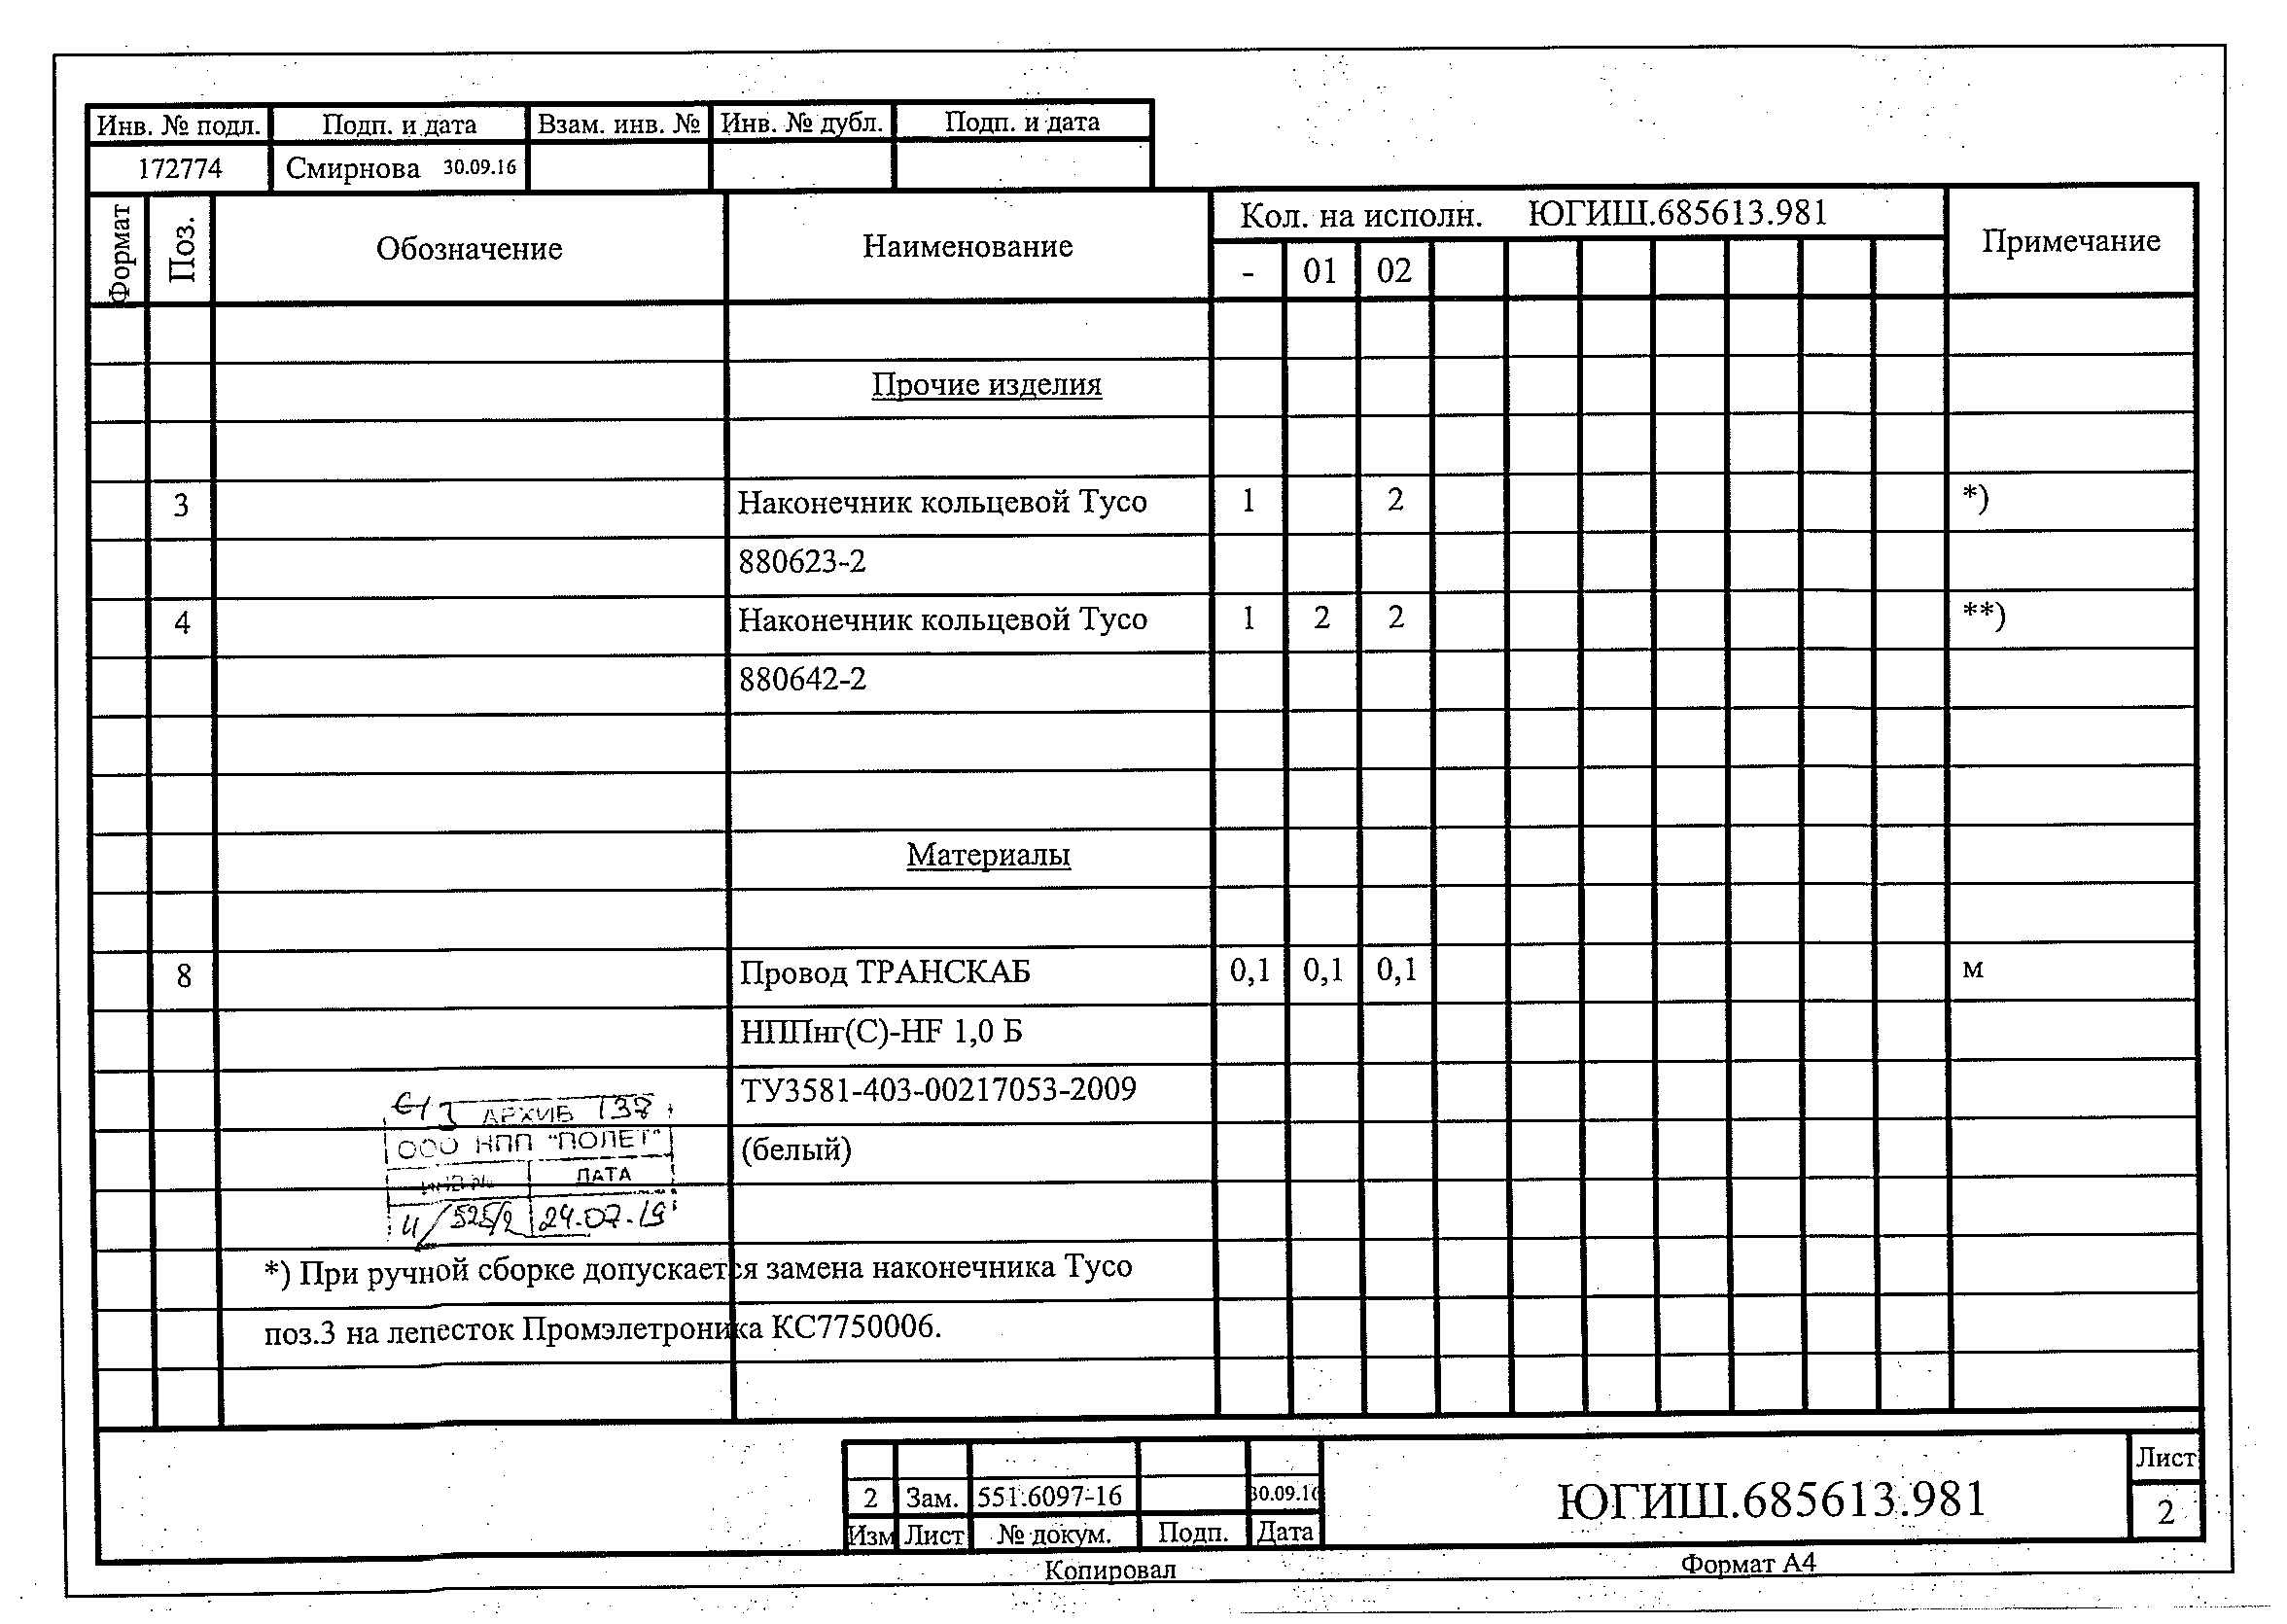 Инв. № подл. Подп. и дата Взам. инв. № Инв. № дубл. Подп. и дата
172774 Смирнова 30.09.16
Формат Поз. Обозначение Наименование Кол. на исполн. ЮГИШ.685613.981 Примечание
- 01 02
Прочие изделия
3 Наконечник кольцевой Тусо 1 2 *)
880623-2
4 Наконечник кольцевой Тусо 1 2 2 **)
880642-2
Материалы
8 Провод ТРАНСКАБ 0,1 0,1 0,1 м
НППнг(С)-HF 1,0 Б
ТУ3581-403-00217053-2009
(белый)
АРХИВ 138
ООО НПП "ПОЛЕТ"
ИНВ № ДАТА
4/525/2 24.07.19
*) При ручной сборке допускается замена наконечника Тусо
поз.3 на лепесток Промэлетроника КС7750006.
2 Зам. 551.6097-16 30.09.16
Изм Лист № докум. Подп. Дата
ЮГИШ.685613.981
Лист
2
Копировал Формат А4